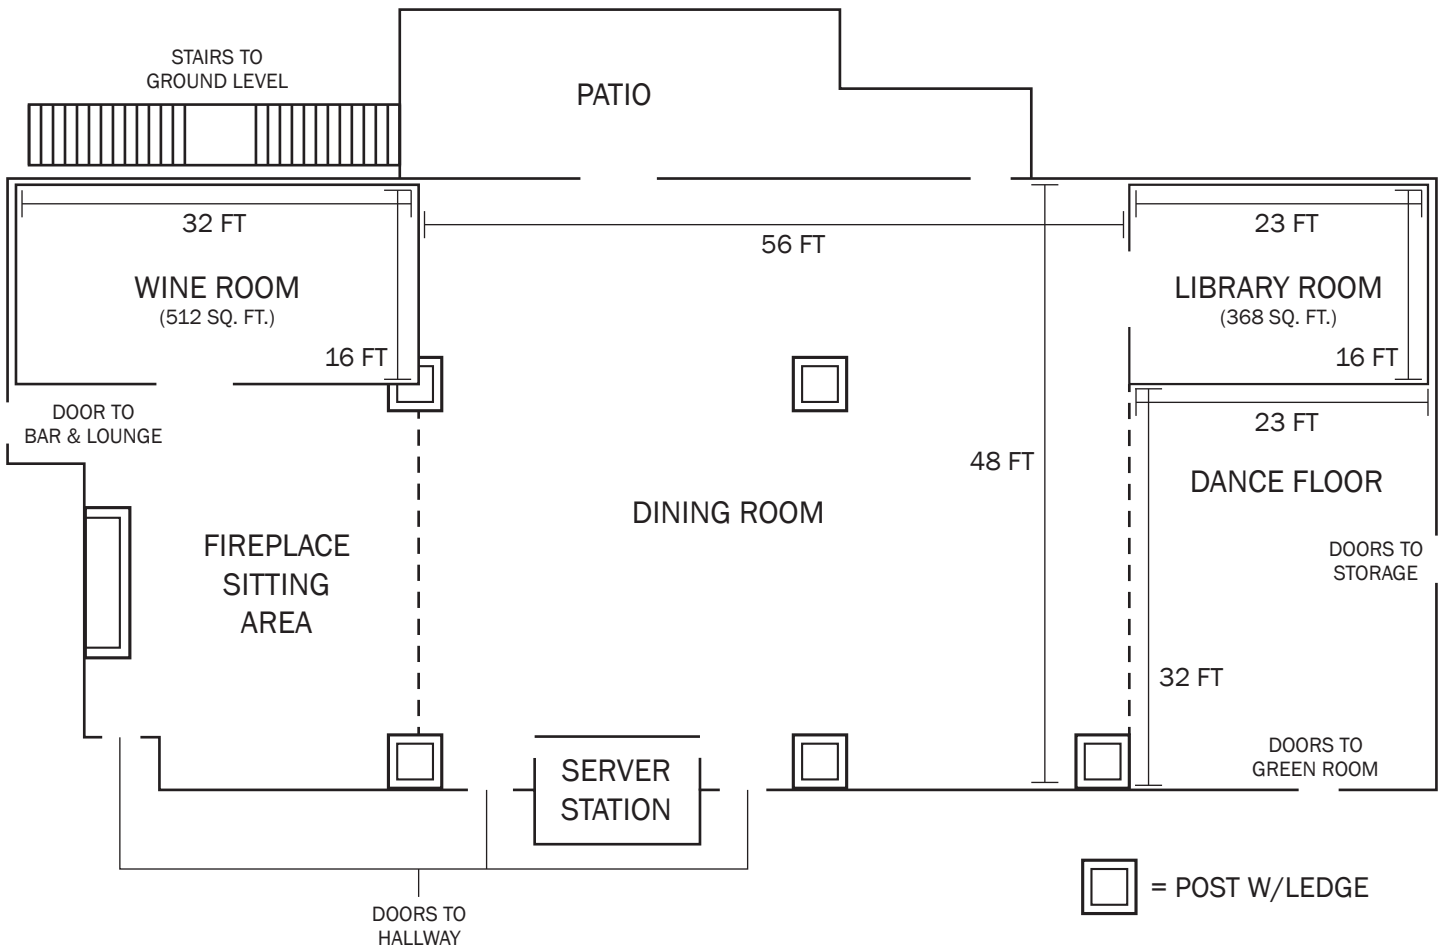 STAIRS TO
GROUND LEVEL
PATIO
32 FT
56 FT
23 FT
WINE ROOM
(512 SQ. FT.)
16 FT
LIBRARY ROOM
(368 SQ. FT.)
16 FT
DOOR TO
BAR & LOUNGE
23 FT
48 FT
DANCE FLOOR
DINING ROOM
FIREPLACE
SITTING
AREA
DOORS TO
STORAGE
32 FT
SERVER
STATION
DOORS TO
GREEN ROOM
= POST W/LEDGE
DOORS TO
HALLWAY